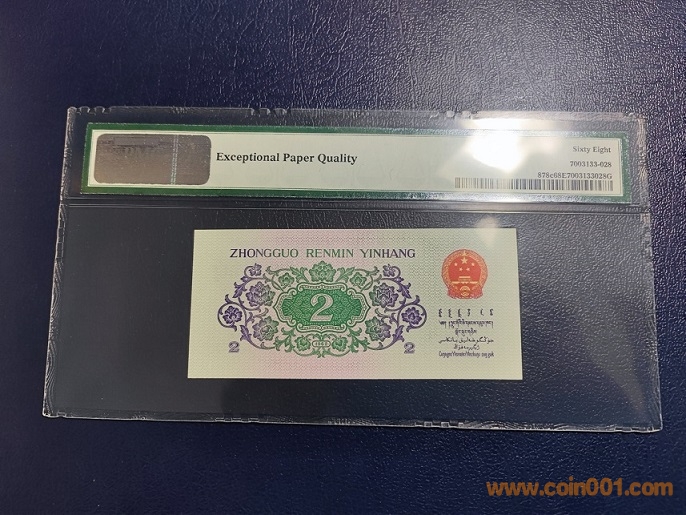 Exceptional Paper Quality
Sixty Eight
7003133-028
878c68E7003133028G
ZHONGGUO RENMIN YINHANG
2
2
2
www.coin001.com